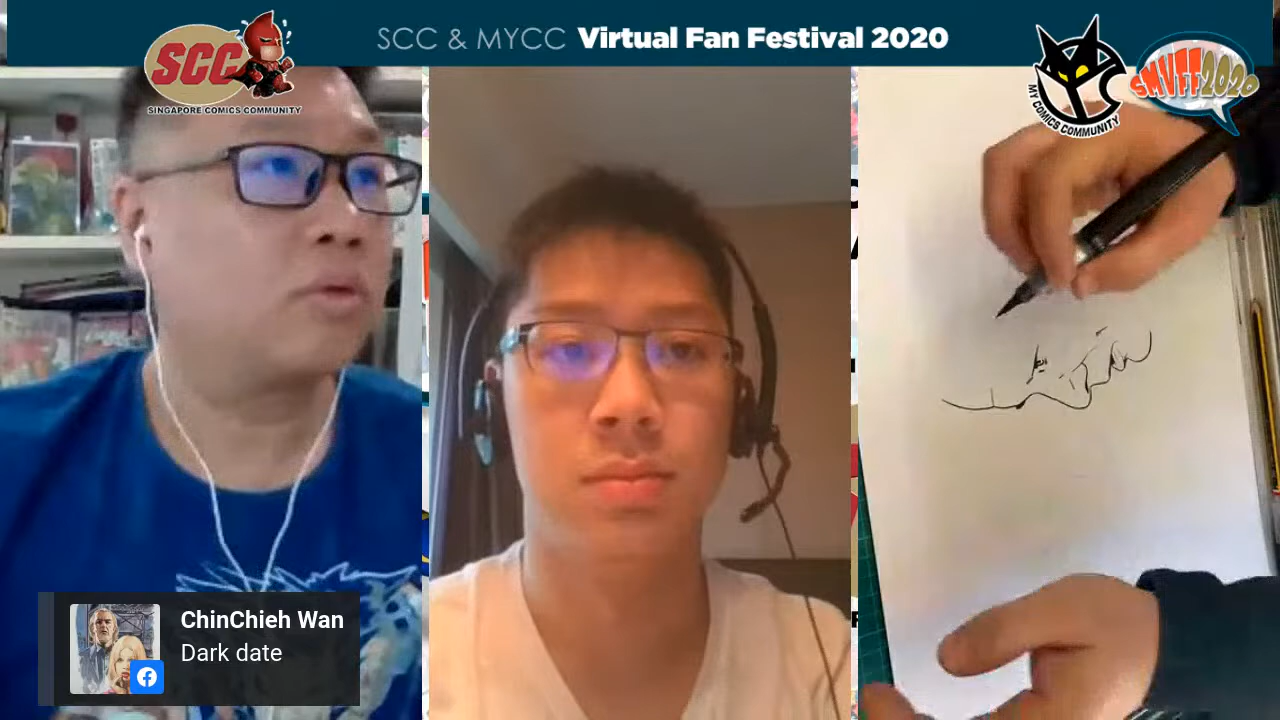 SCC & MYCC Virtual Fan Festival 2020
SCC
SINGAPORE COMICS COMMUNITY
MY COMICS COMMUNITY
SMVFF2020
ChinChieh Wan
Dark date